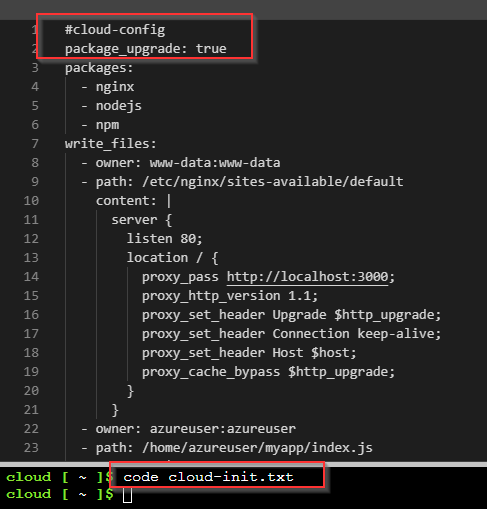 1 #cloud-config
2 package_upgrade: true
3 packages:
4 - nginx
5 - nodejs
6 - npm
7 write_files:
8 - owner: www-data:www-data
9 - path: /etc/nginx/sites-available/default
10 content: |
11 server {
12 listen 80;
13 location / {
14 proxy_pass http://localhost:3000;
15 proxy_http_version 1.1;
16 proxy_set_header Upgrade $http_upgrade;
17 proxy_set_header Connection keep-alive;
18 proxy_set_header Host $host;
19 proxy_cache_bypass $http_upgrade;
20 }
21 }
22 - owner: azureuser:azureuser
23 - path: /home/azureuser/myapp/index.js
cloud [ ~ ]$ code cloud-init.txt
cloud [ ~ ]$